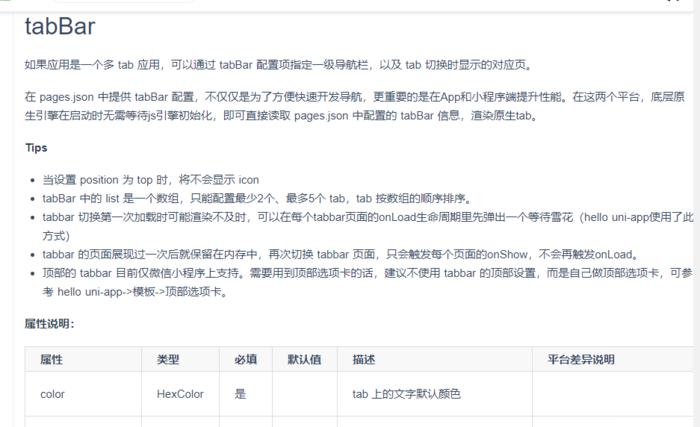 tabBar
如果应用是一个多 tab 应用，可以通过 tabBar 配置项指定一级导航栏，以及 tab 切换时显示的对应页。
在 pages.json 中提供 tabBar 配置，不仅仅是为了方便快速开发导航，更重要的是在App和小程序端提升性能。在这两个平台，底层原
生引擎在启动时无需等待js引擎初始化，即可直接读取 pages.json 中配置的 tabBar 信息，渲染原生tab。
Tips
当设置 position 为 top 时，将不会显示 icon
tabBar 中的 list 是一个数组，只能配置最少2个、最多5个 tab，tab 按数组的顺序排序。
tabbar 切换第一次加载时可能渲染不及时，可以在每个tabbar页面的onLoad生命周期里先弹出一个等待雪花（hello uni-app使用了此
方式）
tabbar 的页面展现过一次后就保留在内存中，再次切换 tabbar 页面，只会触发每个页面的onShow，不会再触发onLoad。
顶部的 tabbar 目前仅微信小程序上支持。需要用到顶部选项卡的话，建议不使用 tabbar 的顶部设置，而是自己做顶部选项卡，可参
考 hello uni-app->模板->顶部选项卡。
属性说明：
属性 类型 必填 默认值 描述 平台差异说明
color HexColor 是 tab 上的文字默认颜色